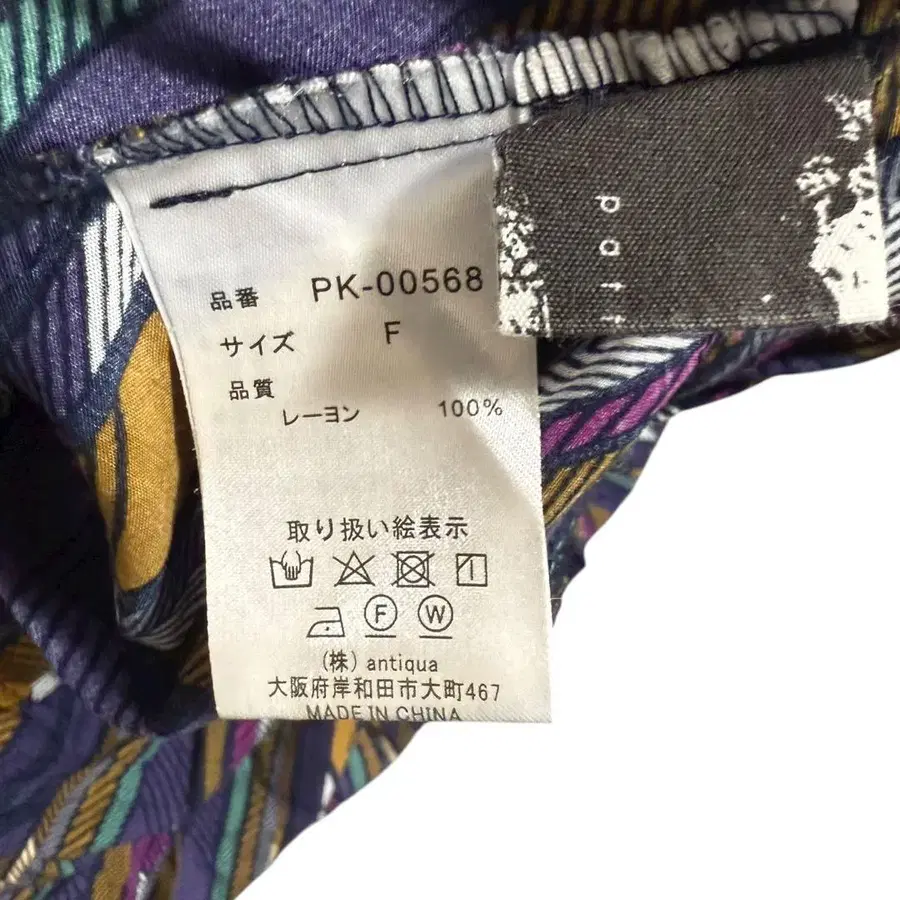 品番 PK-00568
サイズ F
品質
レーヨン 100%
取り扱い絵表示
F W
(株) antiqua
大阪府岸和田市大町467
MADE IN CHINA